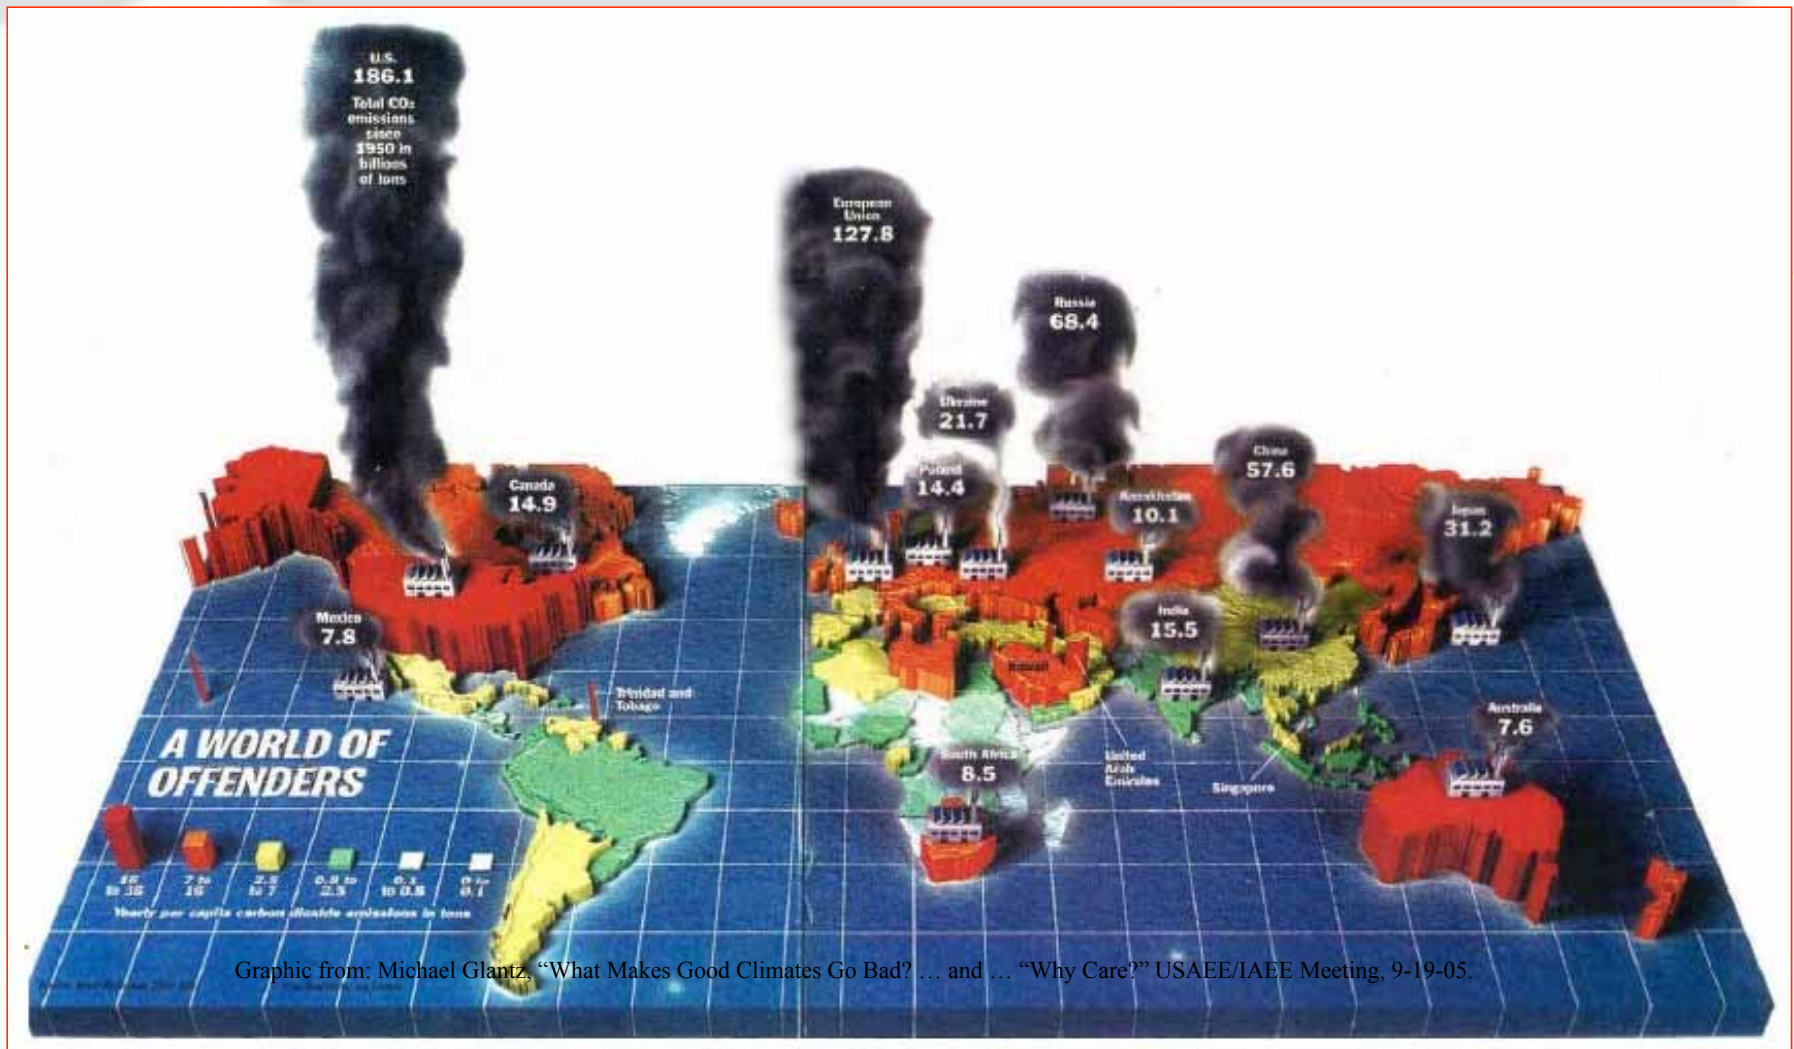 U.S.
186.1
Total CO₂
emissions
since
1950 in
billions
of tons
European
Union
127.8
Russia
68.4
Ukraine
21.7
Poland
14.4
Canada
14.9
Kazakhstan
10.1
China
57.6
Japan
31.2
Mexico
7.8
India
15.5
Kuwait
Trinidad and
Tobago
Australia
7.6
South Africa
8.5
United
Arab
Emirates
Singapore
A WORLD OF
OFFENDERS
16
to 36
7 to
16
2.5
to 7
0.8 to
2.5
0.1
to 0.8
0 to
0.1
Yearly per capita carbon dioxide emissions in tons
Graphic from: Michael Glantz, “What Makes Good Climates Go Bad? … and … “Why Care?” USAEE/IAEE Meeting, 9-19-05.